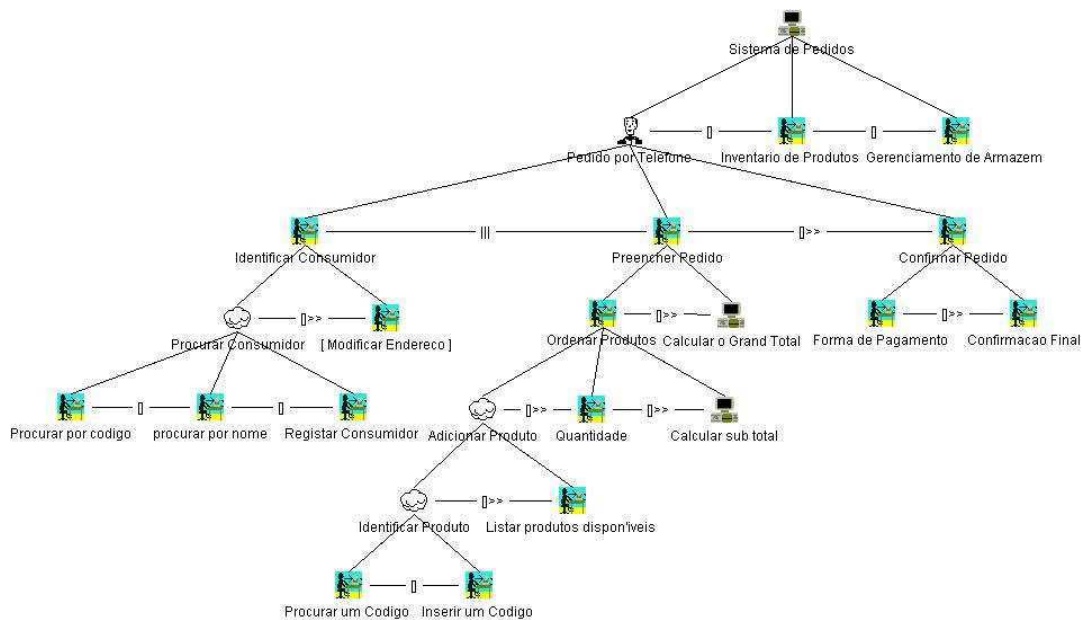 Sistema de Pedidos
[]
[]
Pedido por Telefone
Inventario de Produtos
Gerenciamento de Armazem
|||
[]>>
Identificar Consumidor
Preencher Pedido
Confirmar Pedido
[]>>
[]>>
[]>>
Procurar Consumidor
[ Modificar Endereco ]
Ordenar Produtos
Calcular o Grand Total
Forma de Pagamento
Confirmacao Final
[]
[]
[]>>
[]>>
Procurar por codigo
procurar por nome
Registar Consumidor
Adicionar Produto
Quantidade
Calcular sub total
[]>>
Identificar Produto
Listar produtos dispon'iveis
[]
Procurar um Codigo
Inserir um Codigo